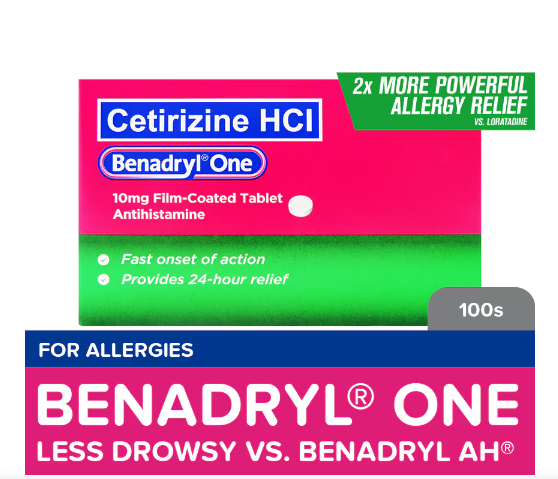 2x MORE POWERFUL
ALLERGY RELIEF
VS. LORATADINE
Cetirizine HCl
Benadryl® One
10mg Film-Coated Tablet
Antihistamine
Fast onset of action
Provides 24-hour relief
100s
FOR ALLERGIES
BENADRYL® ONE
LESS DROWSY VS. BENADRYL AH®